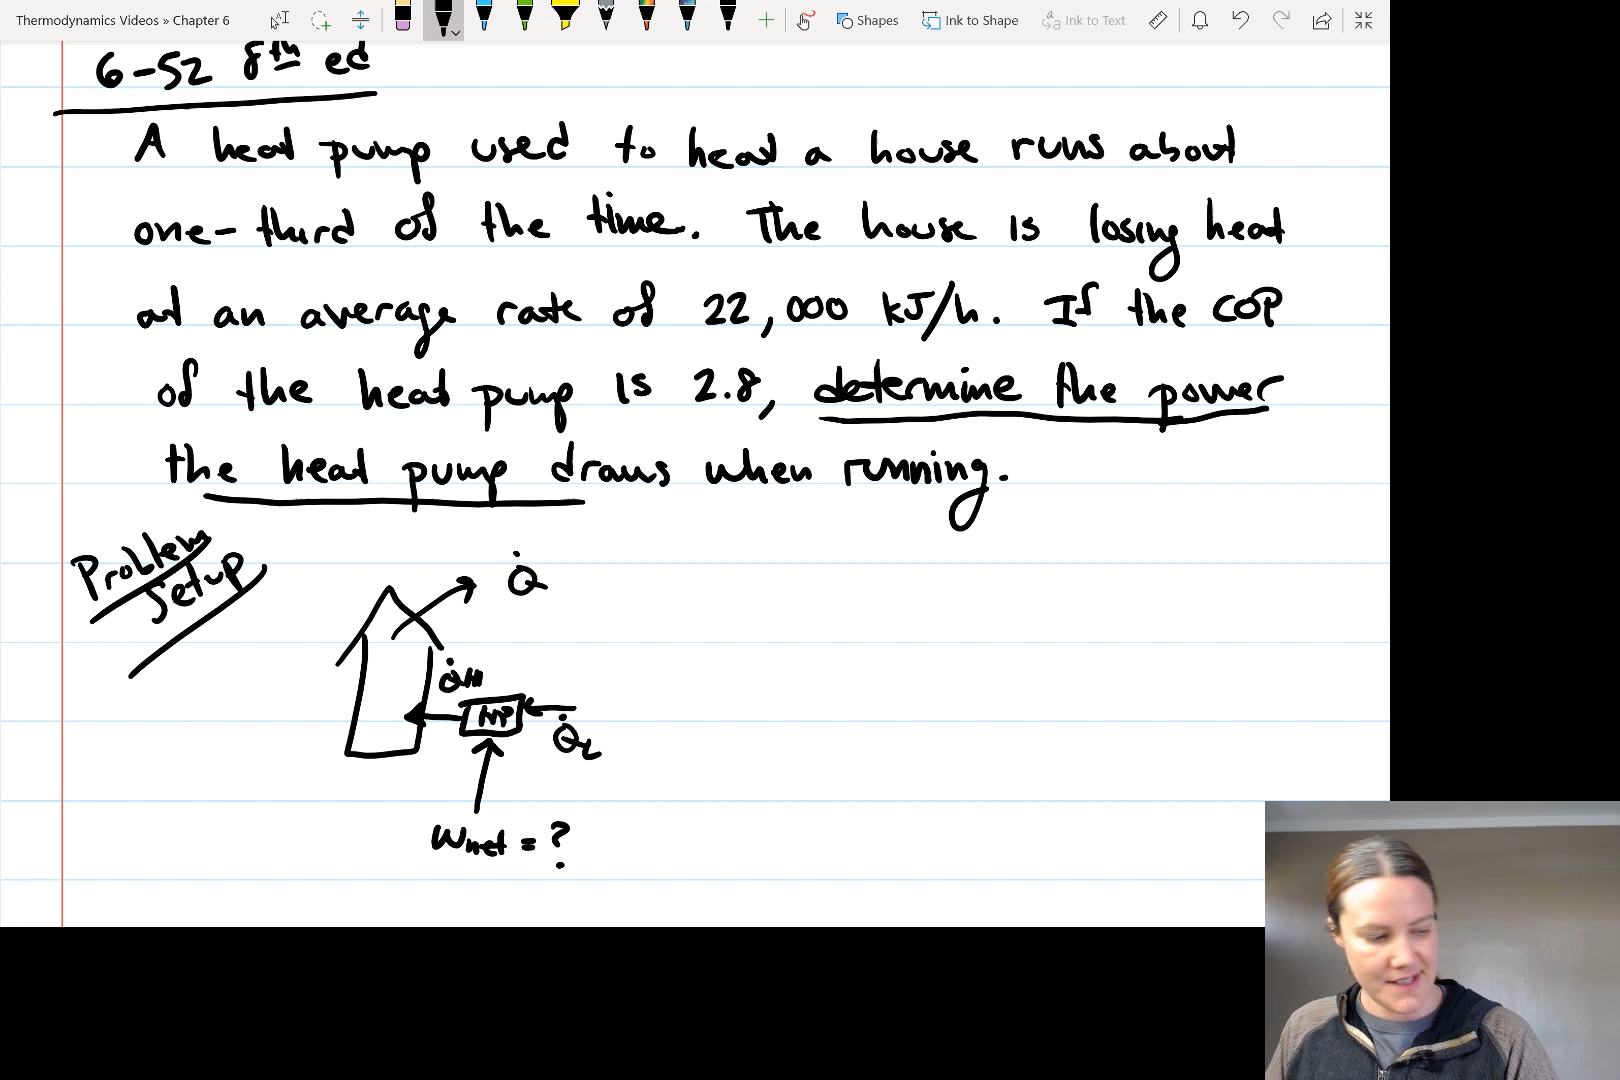 Thermodynamics Videos » Chapter 6
Shapes
Ink to Shape
Ink to Text
6-52 8th ed
A heat pump used to heat a house runs about
one-third of the time. The house is losing heat
at an average rate of 22,000 kJ/h. If the COP
of the heat pump is 2.8, determine the power
the heat pump draws when running.
Problem
Setup
Q̇
Q̇H
HP
Q̇L
Wnet = ?